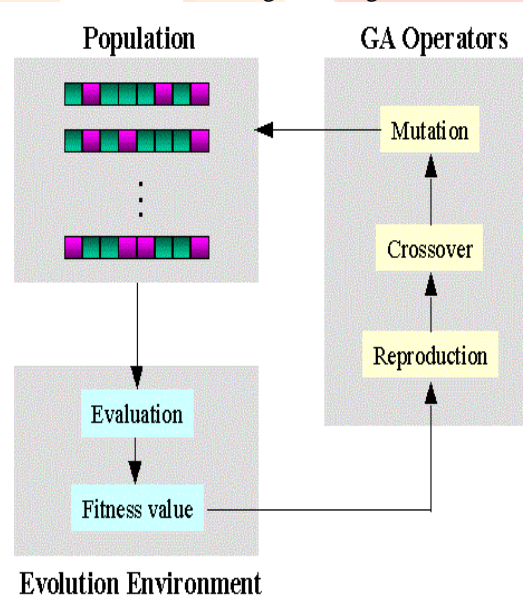 Population
GA Operators
Mutation
Crossover
Reproduction
Evaluation
Fitness value
Evolution Environment